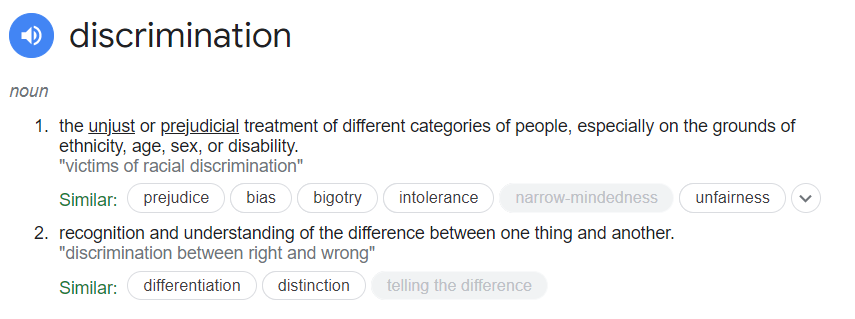 discrimination
noun
1. the unjust or prejudicial treatment of different categories of people, especially on the grounds of
ethnicity, age, sex, or disability.
"victims of racial discrimination"
Similar: prejudice bias bigotry intolerance narrow-mindedness unfairness
2. recognition and understanding of the difference between one thing and another.
"discrimination between right and wrong"
Similar: differentiation distinction telling the difference